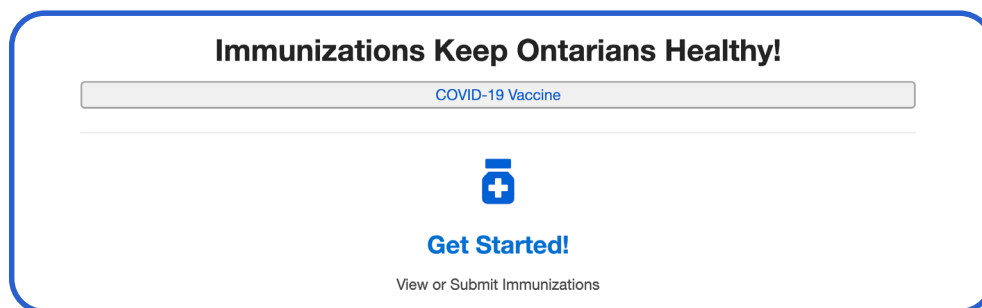 Immunizations Keep Ontarians Healthy!
COVID-19 Vaccine
Get Started!
View or Submit Immunizations